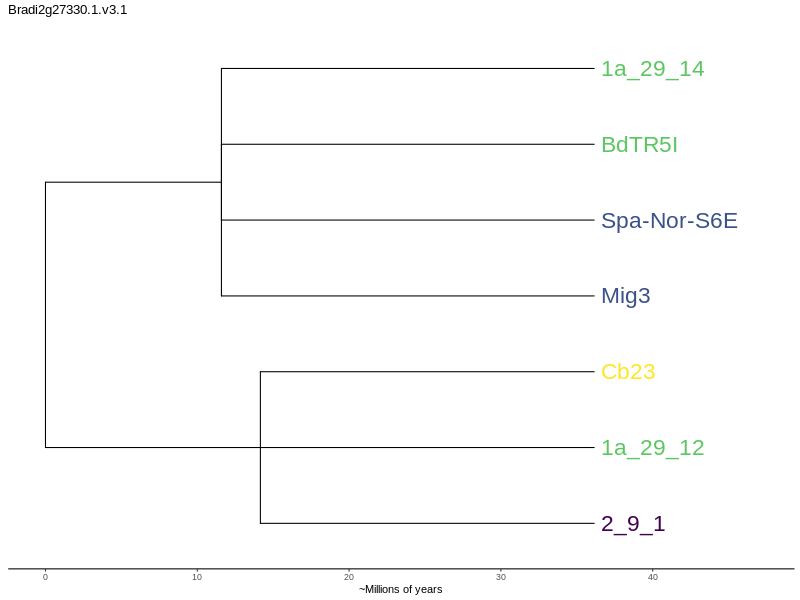 Bradi2g27330.1.v3.1
1a_29_14
BdTR5I
Spa-Nor-S6E
Mig3
Cb23
1a_29_12
2_9_1
0 10 20 30 40
~Millions of years